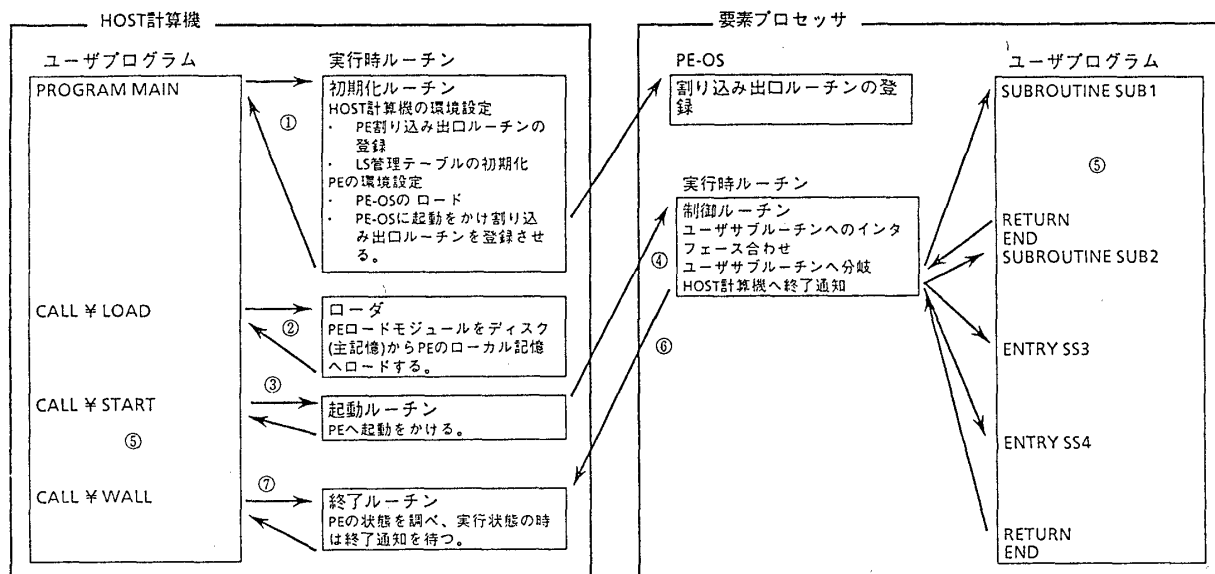 HOST計算機
ユーザプログラム
PROGRAM MAIN
CALL ¥ LOAD
CALL ¥ START
⑤
CALL ¥ WALL
①
②
③
⑦
実行時ルーチン
初期化ルーチン
HOST計算機の環境設定
・ PE割り込み出口ルーチンの
登録
・ LS管理テーブルの初期化
PEの環境設定
・ PE-OSの ロード
・ PE-OSに起動をかけ割り込
み出口ルーチンを登録させ
る。
ローダ
PEロードモジュールをディスク
(主記憶)からPEのローカル記憶
へロードする。
起動ルーチン
PEへ起動をかける。
終了ルーチン
PEの状態を調べ、実行状態の時
は終了通知を待つ。
要素プロセッサ
PE-OS
割り込み出口ルーチンの登
録
実行時ルーチン
制御ルーチン
ユーザサブルーチンへのインタ
フェース合わせ
ユーザサブルーチンへ分岐
HOST計算機へ終了通知
④
⑥
ユーザプログラム
SUBROUTINE SUB1
⑤
RETURN
END
SUBROUTINE SUB2
ENTRY SS3
ENTRY SS4
RETURN
END